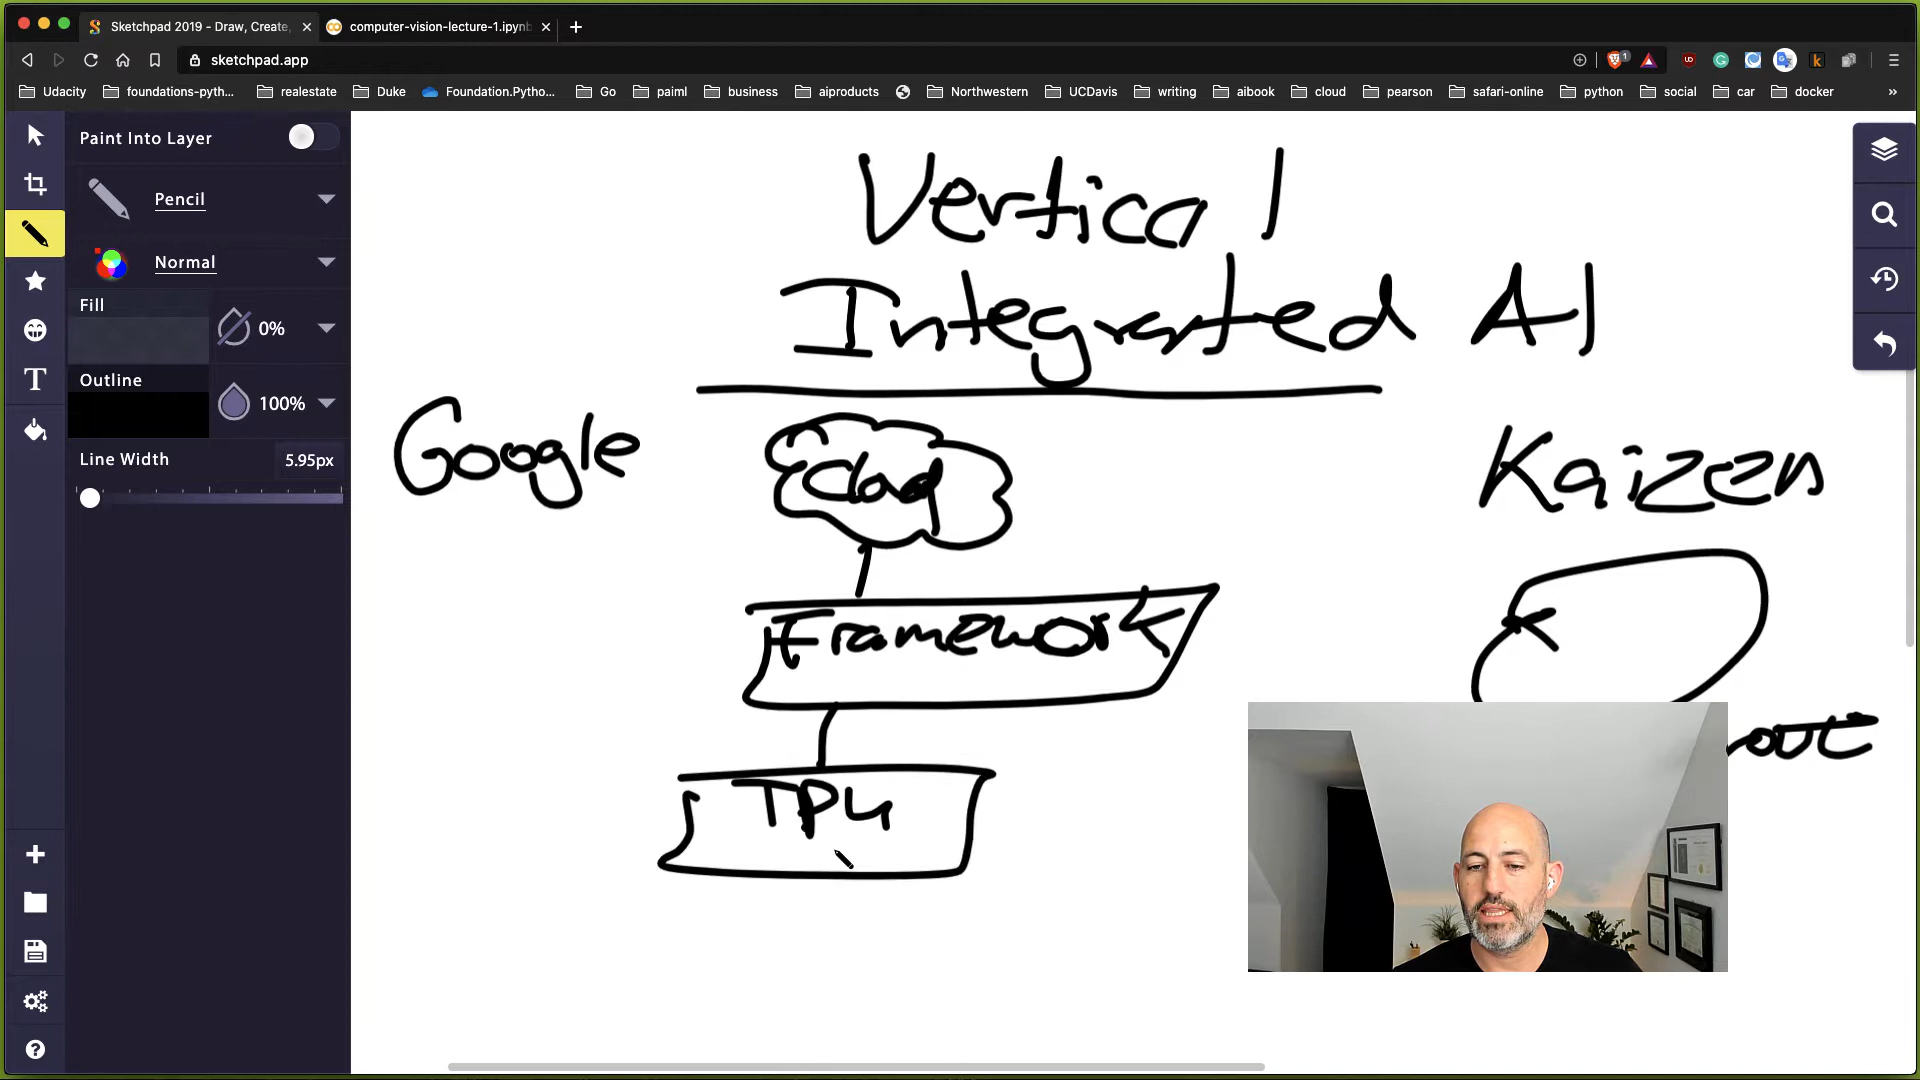 Sketchpad 2019 - Draw, Create,
computer-vision-lecture-1.ipynb
sketchpad.app
1
Udacity
foundations-pyth...
realestate
Duke
Foundation.Pytho...
Go
paiml
business
aiproducts
Northwestern
UCDavis
writing
aibook
cloud
pearson
safari-online
python
social
car
docker
»
Paint Into Layer
Pencil
Normal
Fill
0%
Outline
100%
Line Width
5.95px
Vertical
Integrated AI
Google
Kaizen
Framework
TPU